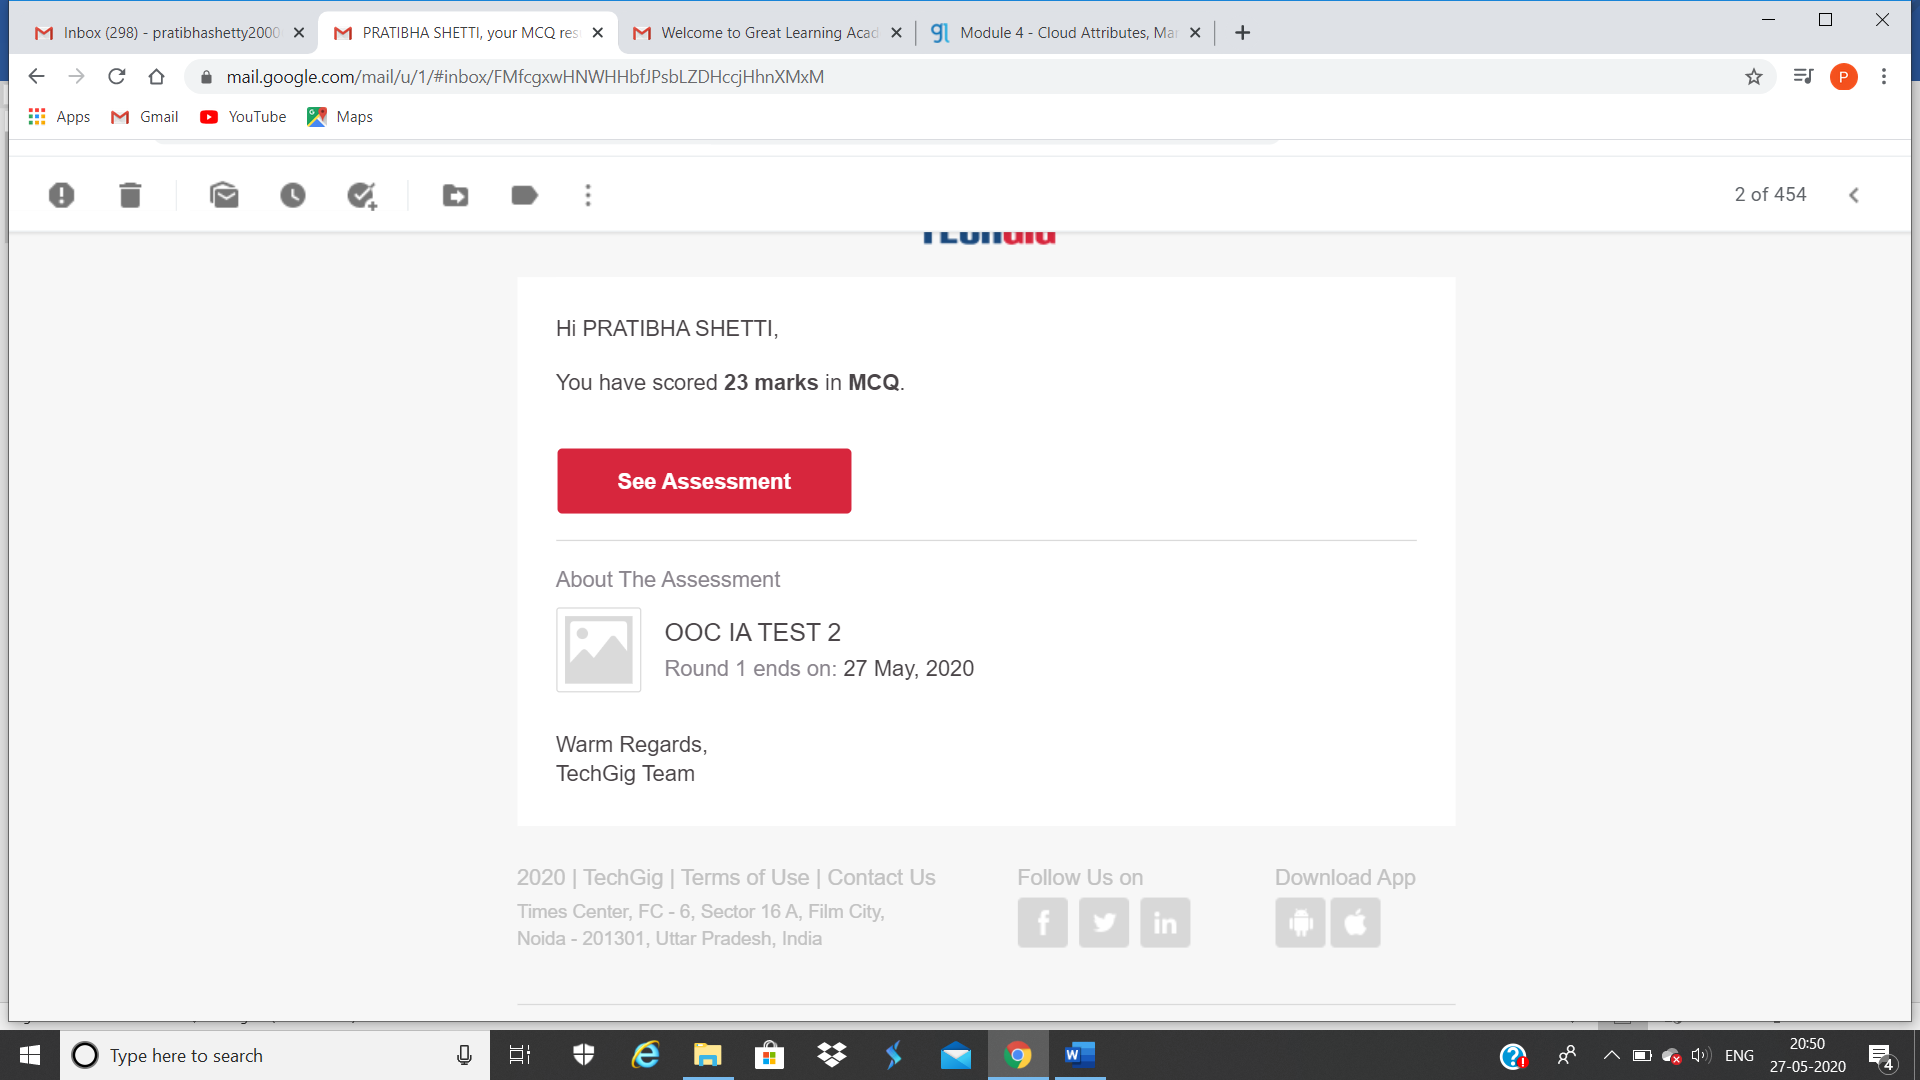 Inbox (298) - pratibhashetty2000
PRATIBHA SHETTI, your MCQ res
Welcome to Great Learning Acad
gl Module 4 - Cloud Attributes, Mar
mail.google.com/mail/u/1/#inbox/FMfcgxwHNWHHbfJPsbLZDHccjHhnXMxM
P
Apps Gmail YouTube Maps
2 of 454
TECHGIG
Hi PRATIBHA SHETTI,
You have scored 23 marks in MCQ.
See Assessment
About The Assessment
OOC IA TEST 2
Round 1 ends on: 27 May, 2020
Warm Regards,
TechGig Team
2020 | TechGig | Terms of Use | Contact Us
Times Center, FC - 6, Sector 16 A, Film City,
Noida - 201301, Uttar Pradesh, India
Follow Us on
Download App
Type here to search
ENG
20:50
27-05-2020
4